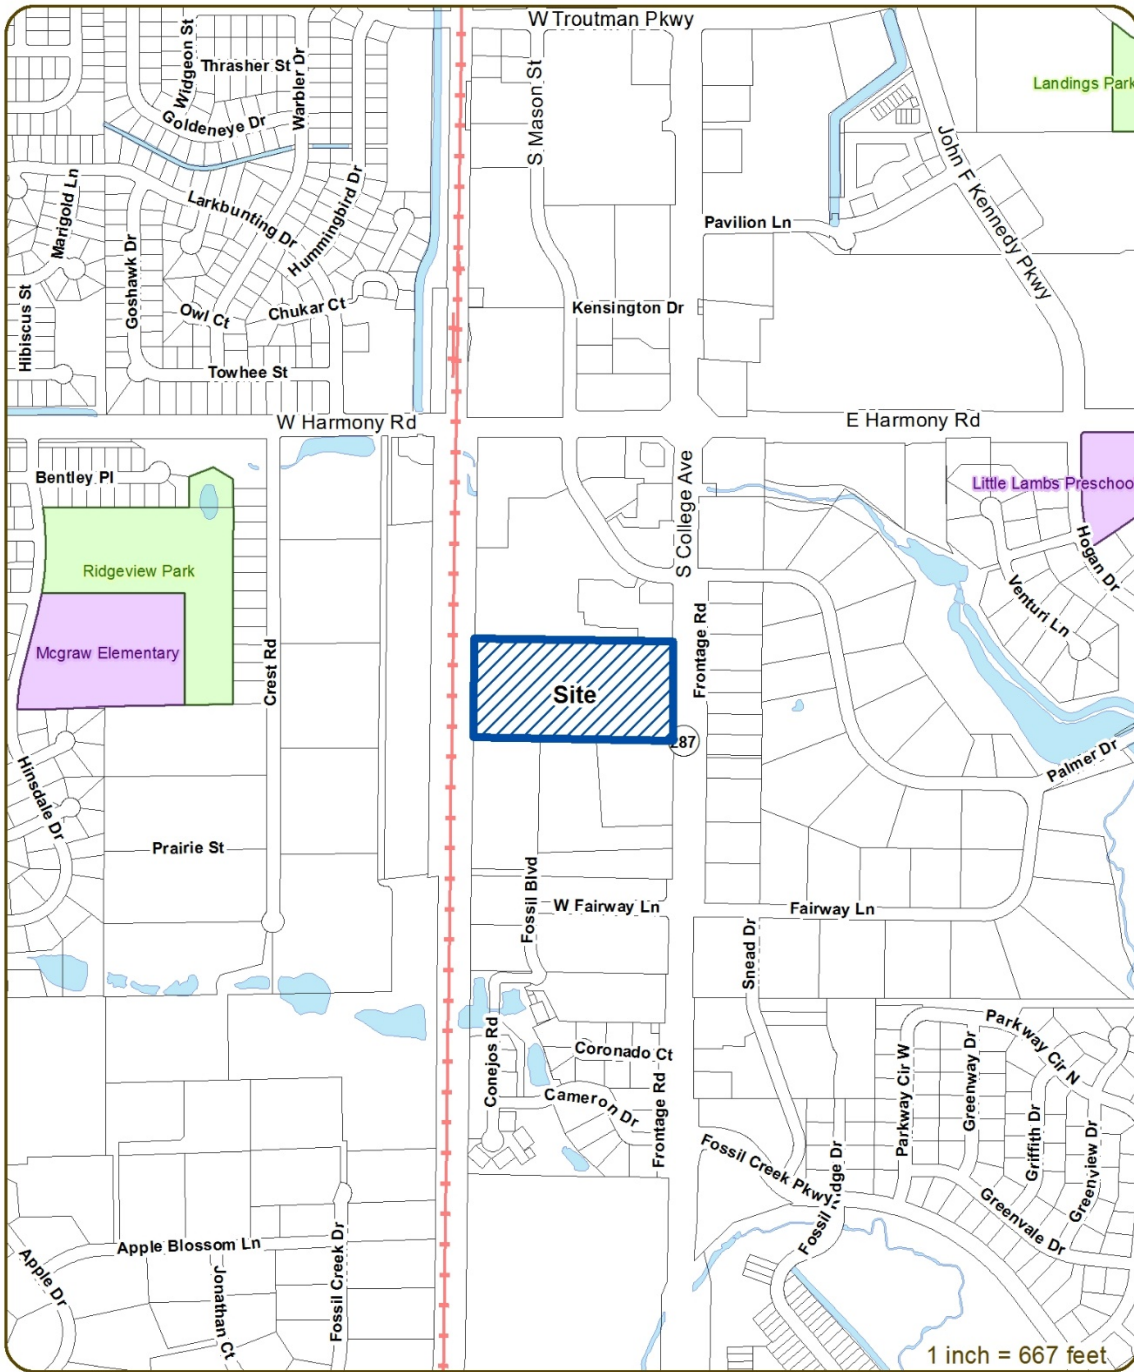 W Troutman Pkwy
Widgeon St
Thrasher St
Warbler Dr
S Mason St
Landings Park
Goldeneye Dr
John F Kennedy Pkwy
Marigold Ln
Larkbunting Dr
Hummingbird Dr
Pavilion Ln
Goshawk Dr
Hibiscus St
Owl Ct
Chukar Ct
Kensington Dr
Towhee St
W Harmony Rd
E Harmony Rd
Bentley Pl
S College Ave
Little Lambs Preschoo
Ridgeview Park
Hogan Dr
Venturi Ln
Mcgraw Elementary
Crest Rd
Frontage Rd
Site
287
Palmer Dr
Hinsdale Dr
Prairie St
Fossil Blvd
W Fairway Ln
Fairway Ln
Snead Dr
Conejos Rd
Coronado Ct
Cameron Dr
Frontage Rd
Parkway Cir W
Parkway Cir N
Greenway Dr
Griffith Dr
Greenview Dr
Fossil Creek Pkwy
Fossil Ridge Dr
Greenvale Dr
Apple Blossom Ln
Apple Dr
Jonathan Ct
Fossil Creek Dr
1 inch = 667 feet